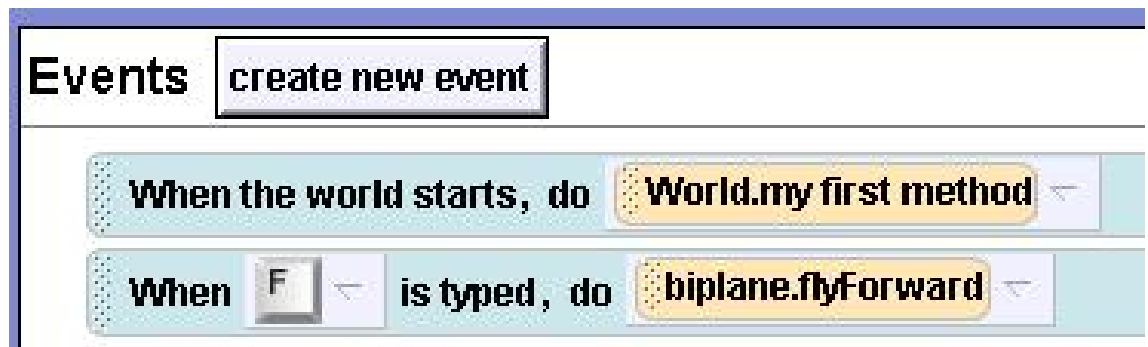 Events create new event
When the world starts, do World.my first method
When F is typed, do biplane.flyForward